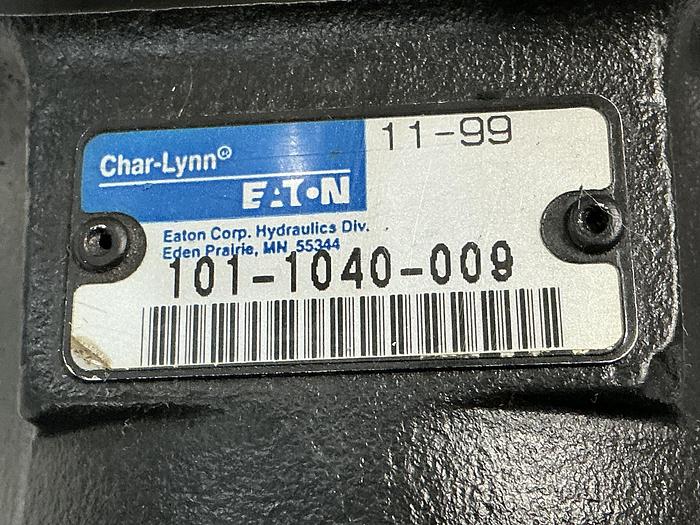 Char-Lynn®
11-99
EATON
Eaton Corp. Hydraulics Div.
Eden Prairie, MN 55344
101-1040-009